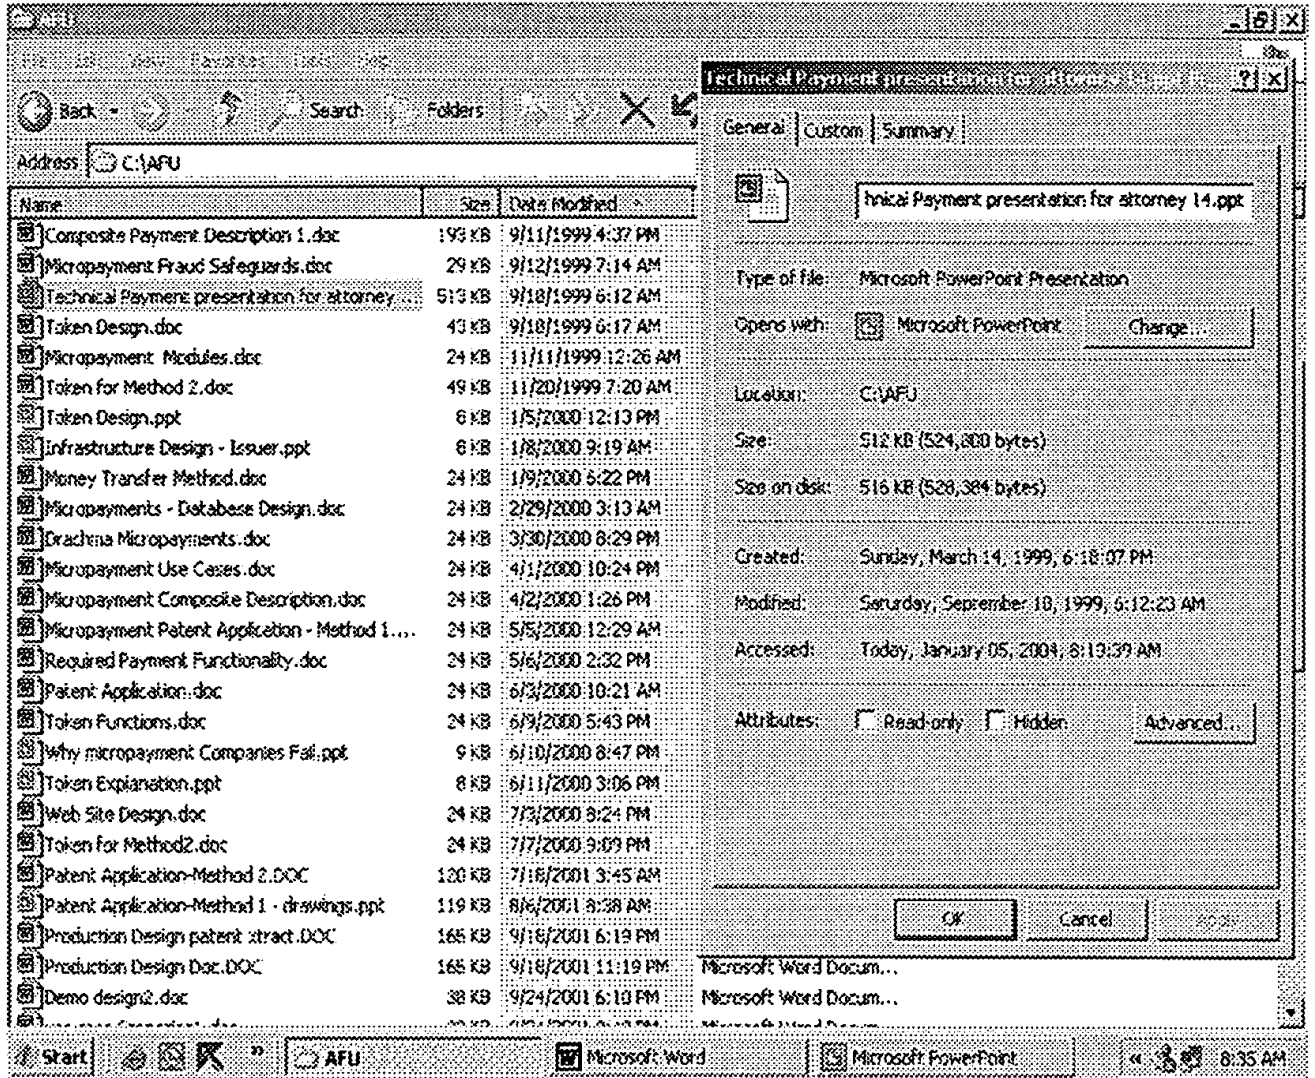 AFU
File Edit View Favorites Tools Help
Back Search Folders
Address C:\AFU
Name Size Date Modified
Composite Payment Description 1.doc 193 KB 9/11/1999 4:37 PM
Micropayment Fraud Safeguards.doc 29 KB 9/12/1999 7:14 AM
Technical Payment presentation for attorney ... 513 KB 9/18/1999 6:12 AM
Token Design.doc 43 KB 9/18/1999 6:17 AM
Micropayment Modules.doc 24 KB 11/11/1999 12:26 AM
Token for Method 2.doc 49 KB 11/20/1999 7:20 AM
Token Design.ppt 8 KB 1/5/2000 12:13 PM
Infrastructure Design - Issuer.ppt 8 KB 1/8/2000 9:19 AM
Money Transfer Method.doc 24 KB 1/9/2000 6:22 PM
Micropayments - Database Design.doc 24 KB 2/29/2000 3:13 AM
Drachma Micropayments.doc 24 KB 3/30/2000 8:29 PM
Micropayment Use Cases.doc 24 KB 4/1/2000 10:24 PM
Micropayment Composite Description.doc 24 KB 4/2/2000 1:26 PM
Micropayment Patent Application - Method 1.... 24 KB 5/5/2000 12:29 AM
Required Payment Functionality.doc 24 KB 5/6/2000 2:32 PM
Patent Application.doc 24 KB 6/3/2000 10:21 AM
Token Functions.doc 24 KB 6/9/2000 5:43 PM
Why micropayment Companies Fail.ppt 9 KB 6/10/2000 8:47 PM
Token Explanation.ppt 8 KB 6/11/2000 3:06 PM
Web Site Design.doc 24 KB 7/3/2000 8:24 PM
Token for Method2.doc 24 KB 7/7/2000 9:09 PM
Patent Application-Method 2.DOC 120 KB 7/18/2001 3:45 AM
Patent Application-Method 1 - drawings.ppt 119 KB 8/6/2001 8:38 AM
Production Design patent xtract.DOC 165 KB 9/18/2001 6:19 PM
Production Design Doc.DOC 165 KB 9/18/2001 11:19 PM Microsoft Word Docum...
Demo design2.doc 38 KB 9/24/2001 6:10 PM Microsoft Word Docum...
Technical Payment presentation for attorney 14.ppt
General Custom Summary
hnical Payment presentation for attorney 14.ppt
Type of file: Microsoft PowerPoint Presentation
Opens with: Microsoft PowerPoint Change...
Location: C:\AFU
Size: 512 KB (524,800 bytes)
Size on disk: 516 KB (528,384 bytes)
Created: Sunday, March 14, 1999, 6:18:07 PM
Modified: Saturday, September 18, 1999, 6:12:23 AM
Accessed: Today, January 05, 2004, 8:13:39 AM
Attributes: Read-only Hidden Advanced...
OK Cancel Apply
Start » AFU Microsoft Word Microsoft PowerPoint « 8:35 AM